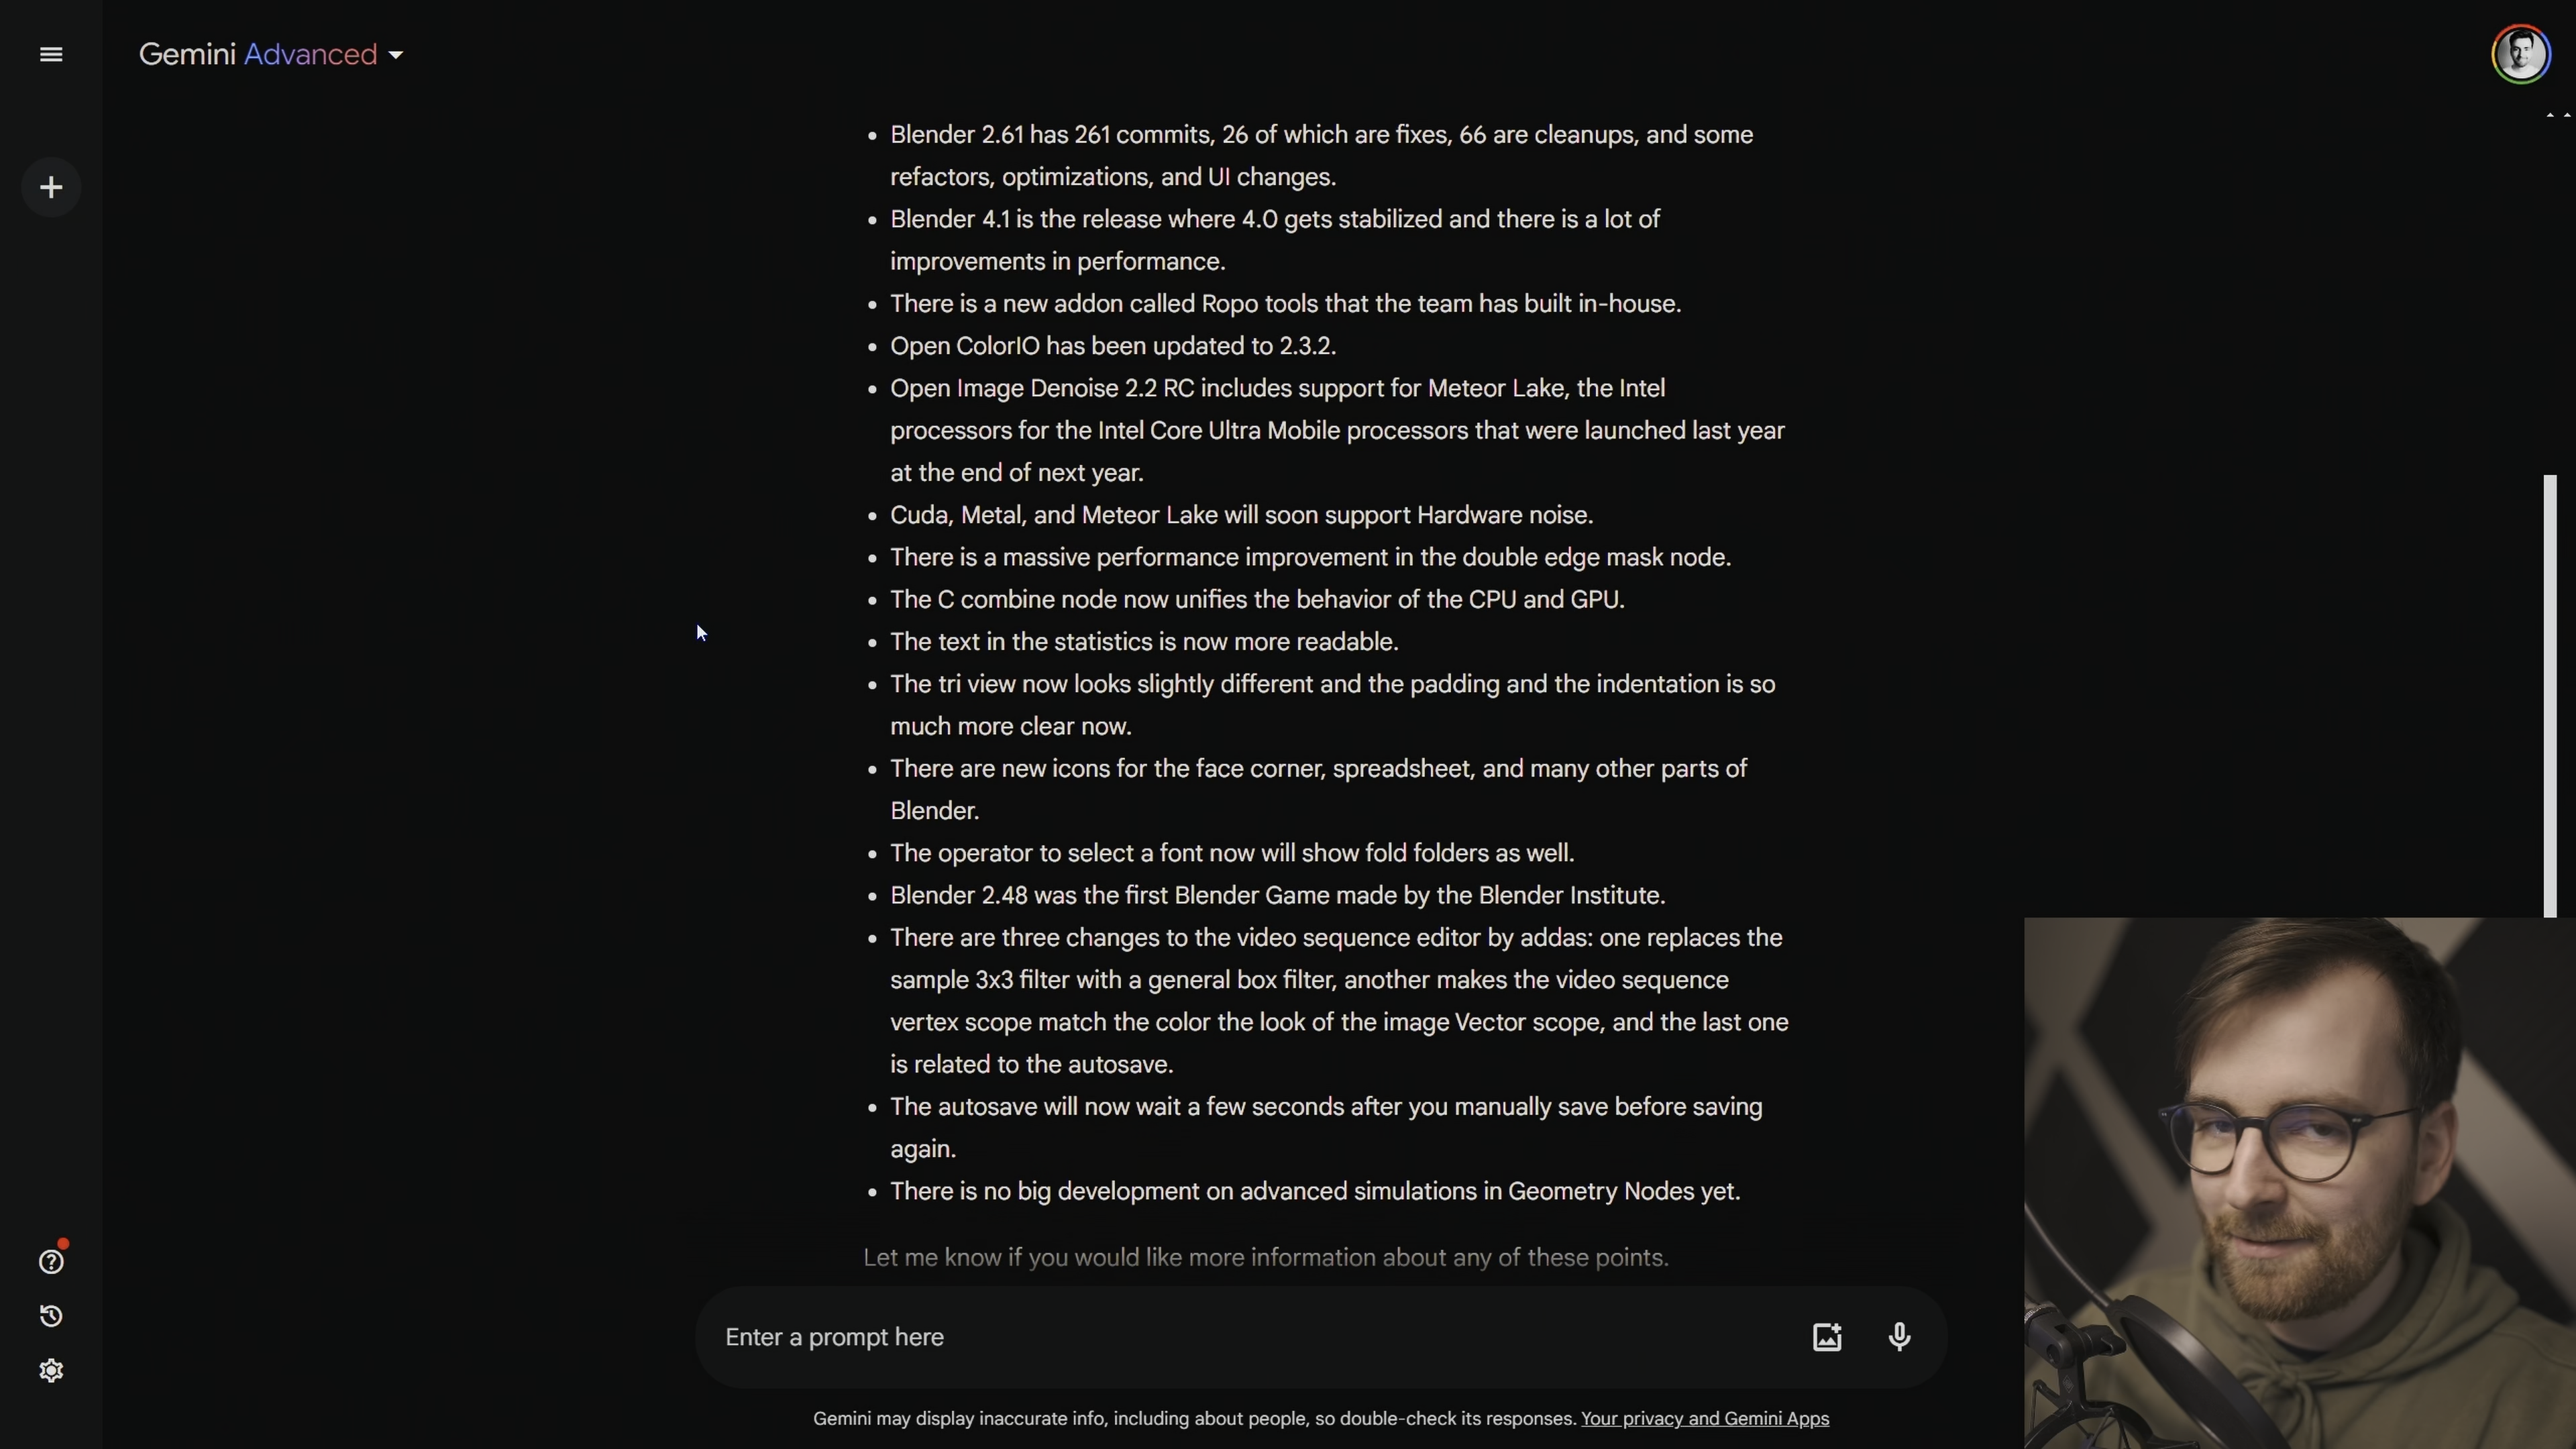 Gemini Advanced
Blender 2.61 has 261 commits, 26 of which are fixes, 66 are cleanups, and some
refactors, optimizations, and UI changes.
Blender 4.1 is the release where 4.0 gets stabilized and there is a lot of
improvements in performance.
There is a new addon called Ropo tools that the team has built in-house.
Open ColorIO has been updated to 2.3.2.
Open Image Denoise 2.2 RC includes support for Meteor Lake, the Intel
processors for the Intel Core Ultra Mobile processors that were launched last year
at the end of next year.
Cuda, Metal, and Meteor Lake will soon support Hardware noise.
There is a massive performance improvement in the double edge mask node.
The C combine node now unifies the behavior of the CPU and GPU.
The text in the statistics is now more readable.
The tri view now looks slightly different and the padding and the indentation is so
much more clear now.
There are new icons for the face corner, spreadsheet, and many other parts of
Blender.
The operator to select a font now will show fold folders as well.
Blender 2.48 was the first Blender Game made by the Blender Institute.
There are three changes to the video sequence editor by addas: one replaces the
sample 3x3 filter with a general box filter, another makes the video sequence
vertex scope match the color the look of the image Vector scope, and the last one
is related to the autosave.
The autosave will now wait a few seconds after you manually save before saving
again.
There is no big development on advanced simulations in Geometry Nodes yet.
Let me know if you would like more information about any of these points.
Enter a prompt here
Gemini may display inaccurate info, including about people, so double-check its responses. Your privacy and Gemini Apps